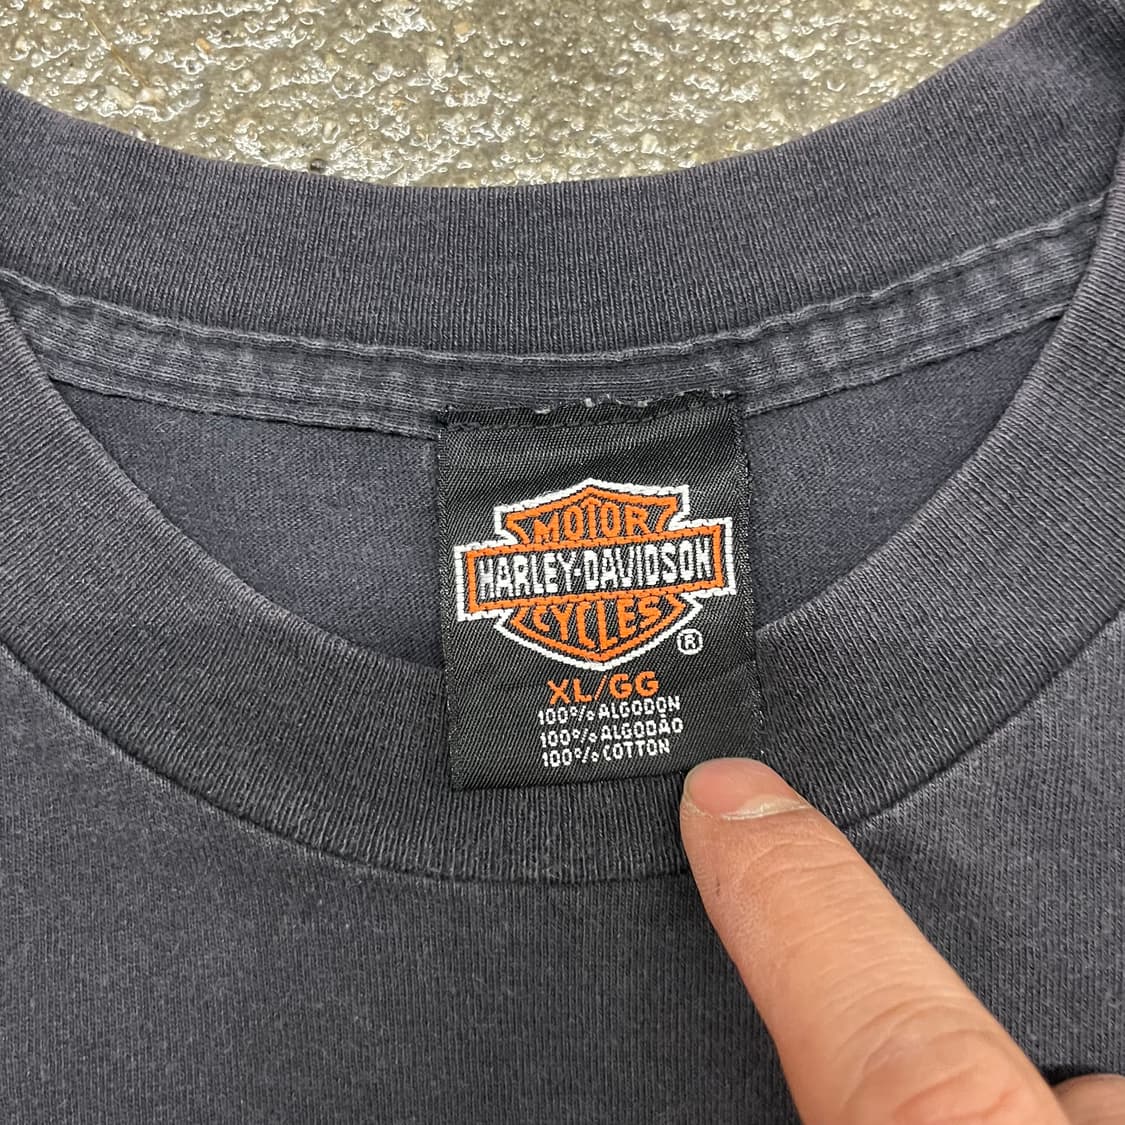 MOTOR
HARLEY-DAVIDSON
CYCLES
®
XL/GG
100% ALGODON
100% ALGODÃO
100% COTTON